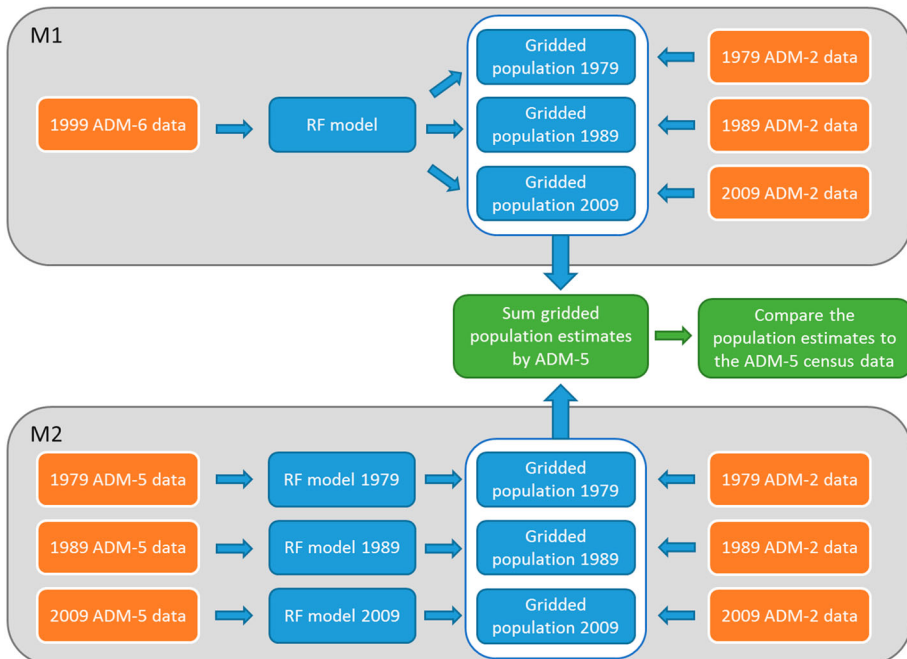 M1
1999 ADM-6 data
RF model
Gridded
population 1979
Gridded
population 1989
Gridded
population 2009
1979 ADM-2 data
1989 ADM-2 data
2009 ADM-2 data
Sum gridded
population estimates
by ADM-5
Compare the
population estimates to
the ADM-5 census data
M2
1979 ADM-5 data
RF model 1979
Gridded
population 1979
1979 ADM-2 data
1989 ADM-5 data
RF model 1989
Gridded
population 1989
1989 ADM-2 data
2009 ADM-5 data
RF model 2009
Gridded
population 2009
2009 ADM-2 data